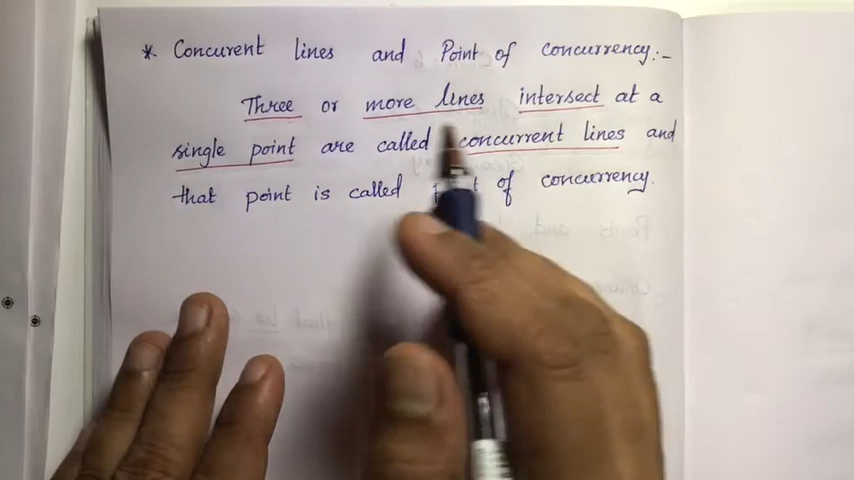 * Concurent lines and Point of concurrency:-
Three or more lines intersect at a
single point are called concurrent lines and
that point is called of concurrency.